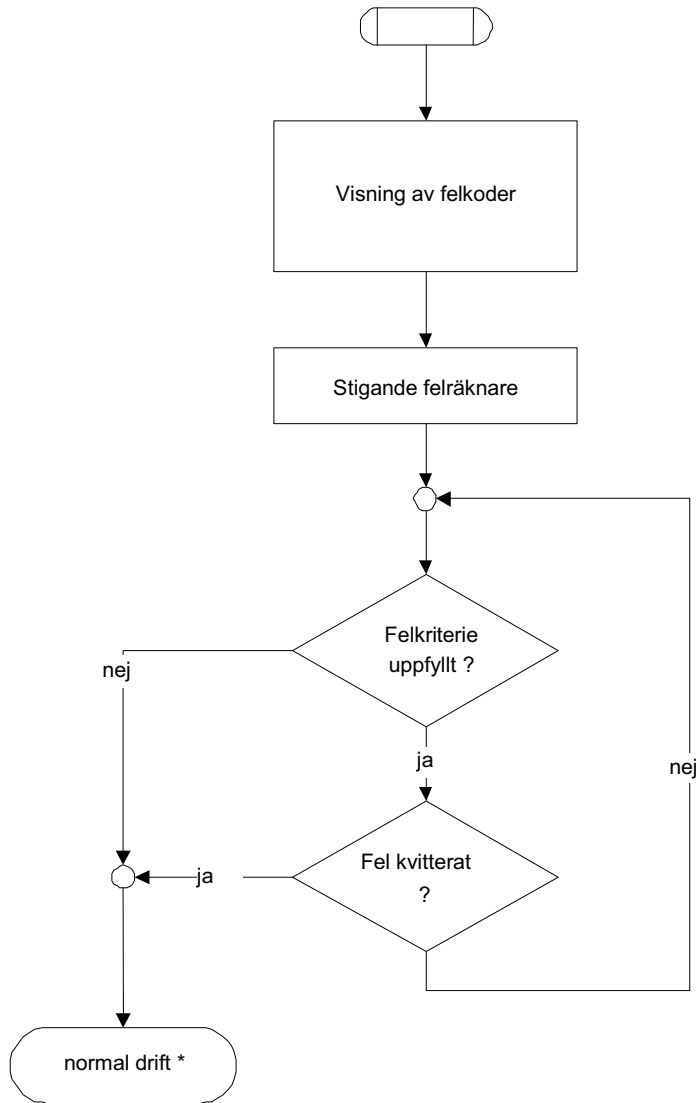 Visning av felkoder
Stigande felräknare
Felkriterie
uppfyllt ?
nej
ja
nej
Fel kvitterat
?
ja
normal drift *